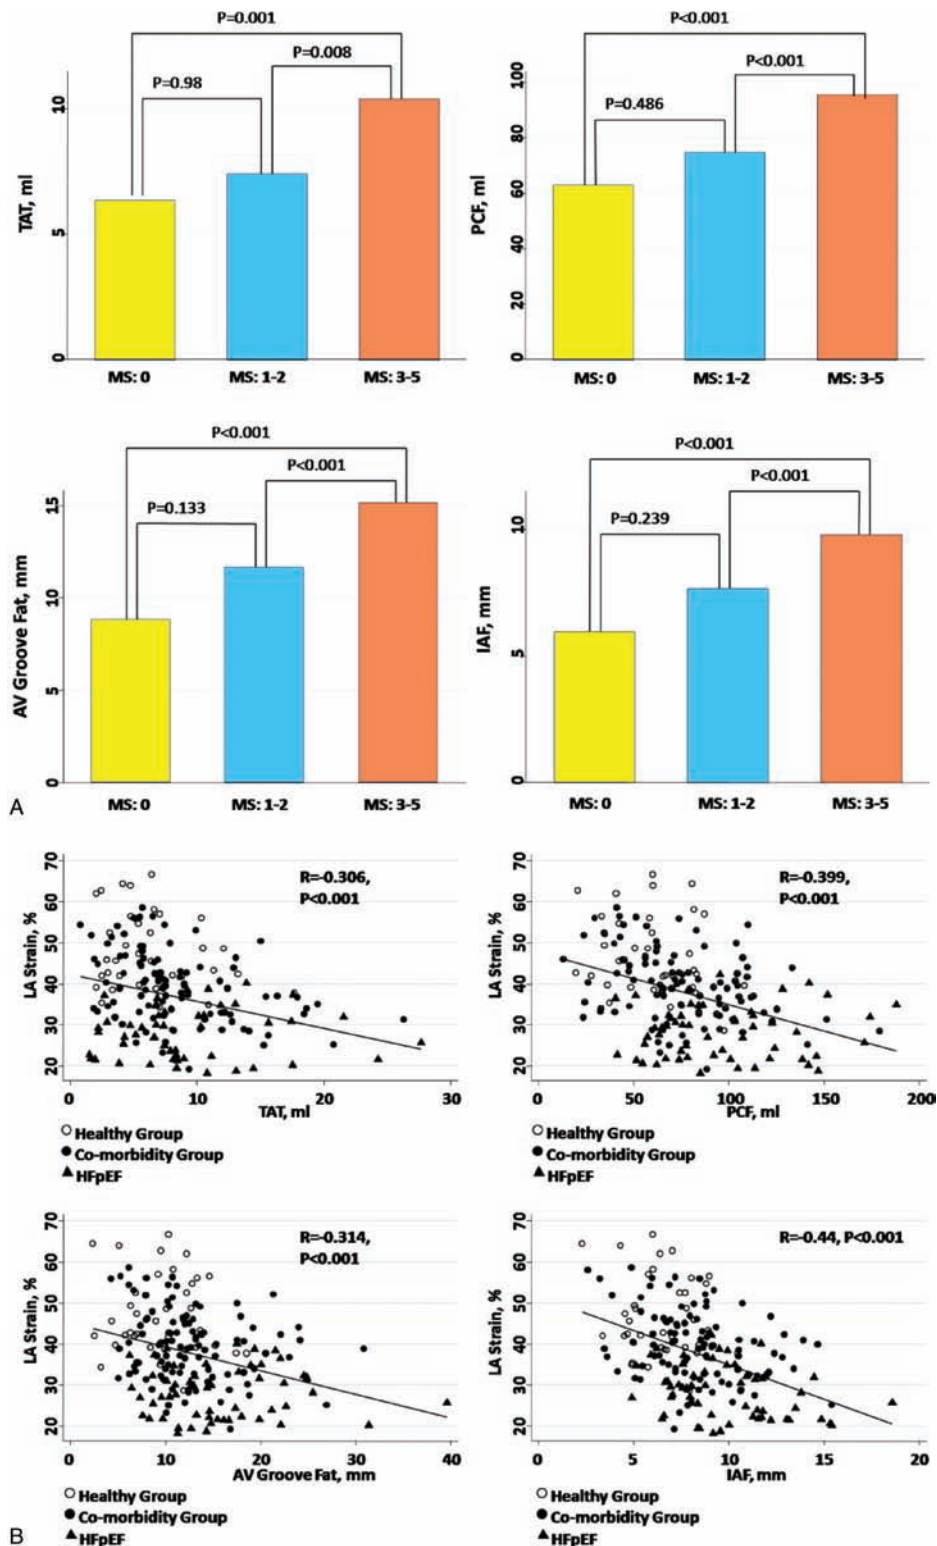 P=0.001
P=0.98
P=0.008
TAT, ml
10
5
0
MS: 0 MS: 1-2 MS: 3-5
P<0.001
P=0.486
P<0.001
PCF, ml
100
80
60
40
20
0
MS: 0 MS: 1-2 MS: 3-5
P<0.001
P=0.133
P<0.001
AV Groove Fat, mm
15
10
5
0
MS: 0 MS: 1-2 MS: 3-5
P<0.001
P=0.239
P<0.001
IAF, mm
10
5
0
MS: 0 MS: 1-2 MS: 3-5
A
R=-0.306,
P<0.001
LA Strain, %
70
60
50
40
30
20
0 10 20 30
TAT, ml
Healthy Group
Co-morbidity Group
HFpEF
R=-0.399,
P<0.001
LA Strain, %
70
60
50
40
30
20
0 50 100 150 200
PCF, ml
Healthy Group
Co-morbidity Group
HFpEF
R=-0.314,
P<0.001
LA Strain, %
70
60
50
40
30
20
0 10 20 30 40
AV Groove Fat, mm
Healthy Group
Co-morbidity Group
HFpEF
R=-0.44, P<0.001
LA Strain, %
70
60
50
40
30
20
0 5 10 15 20
IAF, mm
Healthy Group
Co-morbidity Group
HFpEF
B